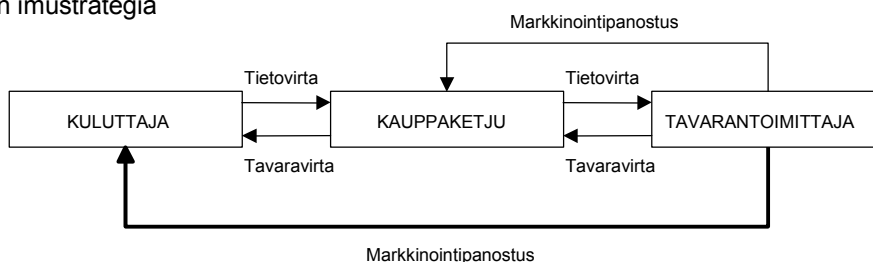 n imustrategia
Markkinointipanostus
Tietovirta
Tietovirta
KULUTTAJA
KAUPPAKETJU
TAVARANTOIMITTAJA
Tavaravirta
Tavaravirta
Markkinointipanostus